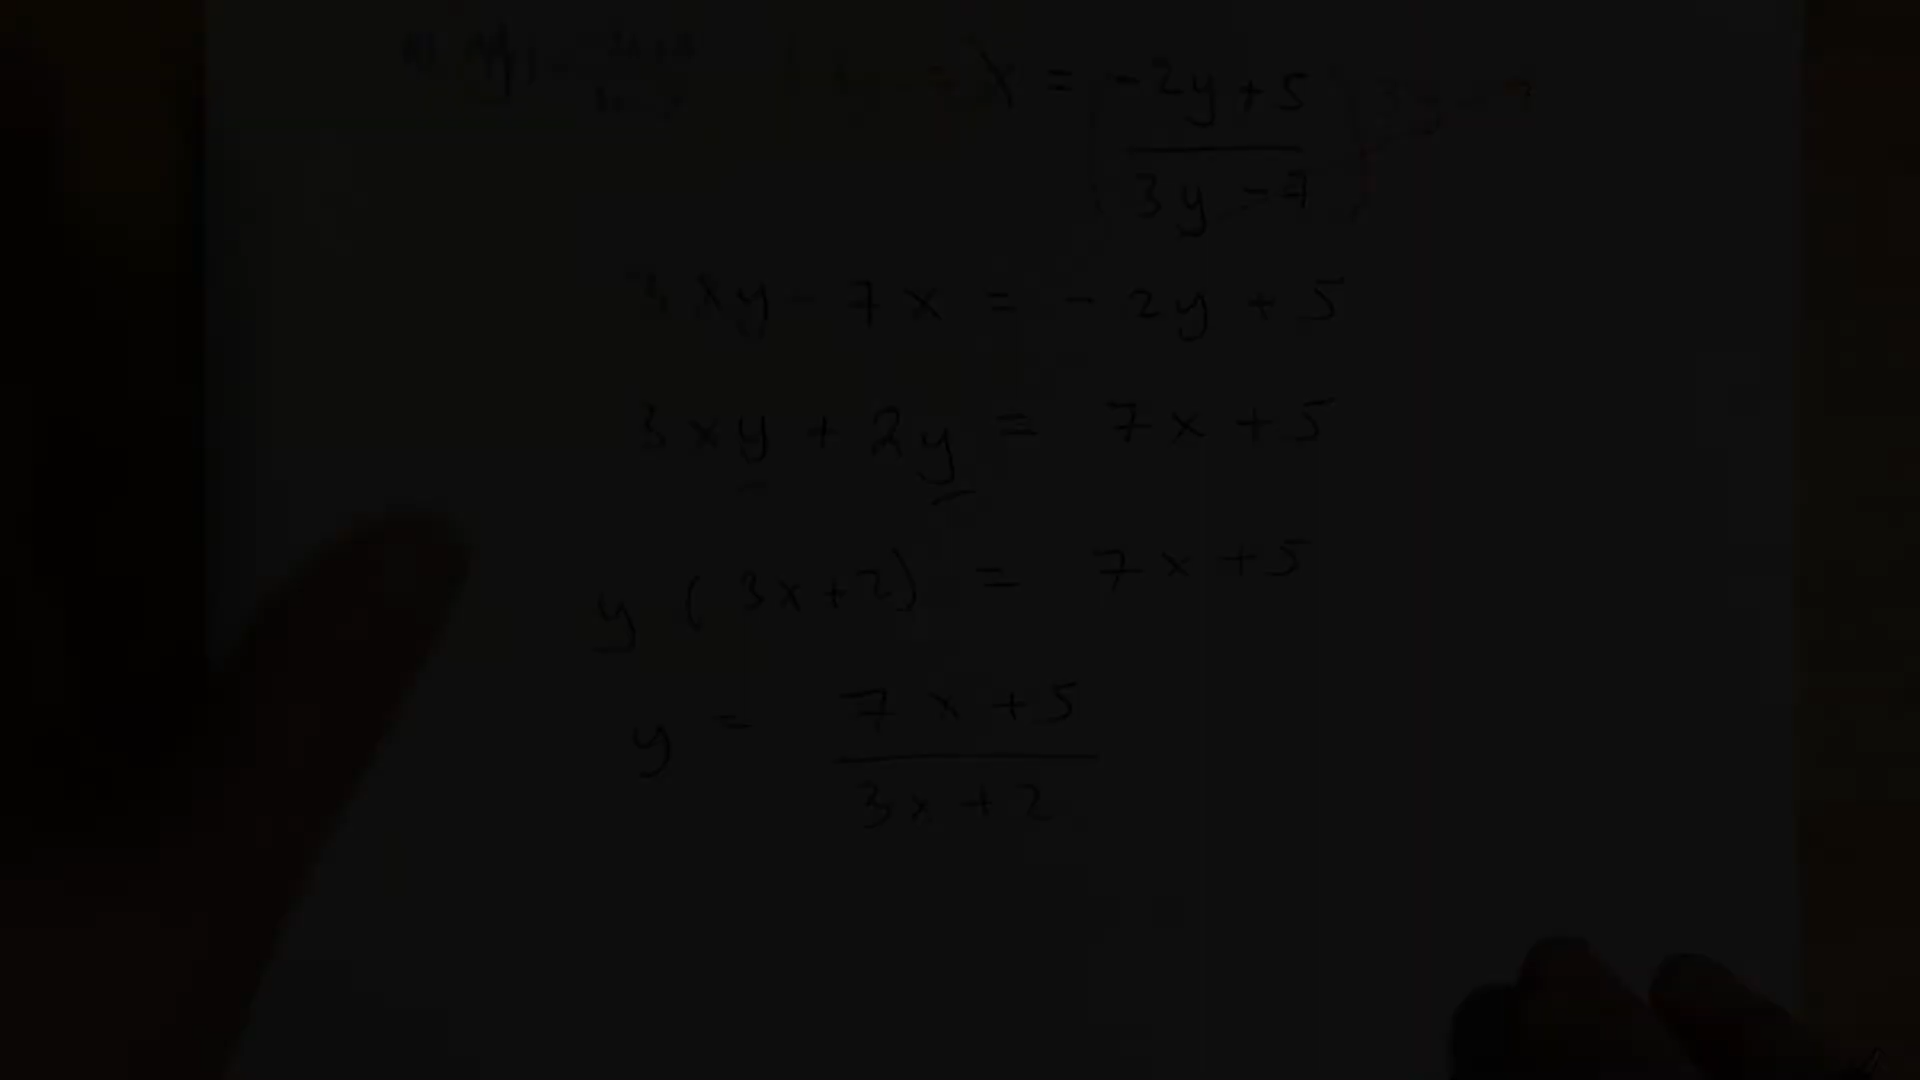 x = -2y + 5 / 3y - 7
xy - 7x = - 2y + 5
3xy + 2y = 7x + 5
y (3x+2) = 7x + 5
y = 7x + 5 / 3x + 2